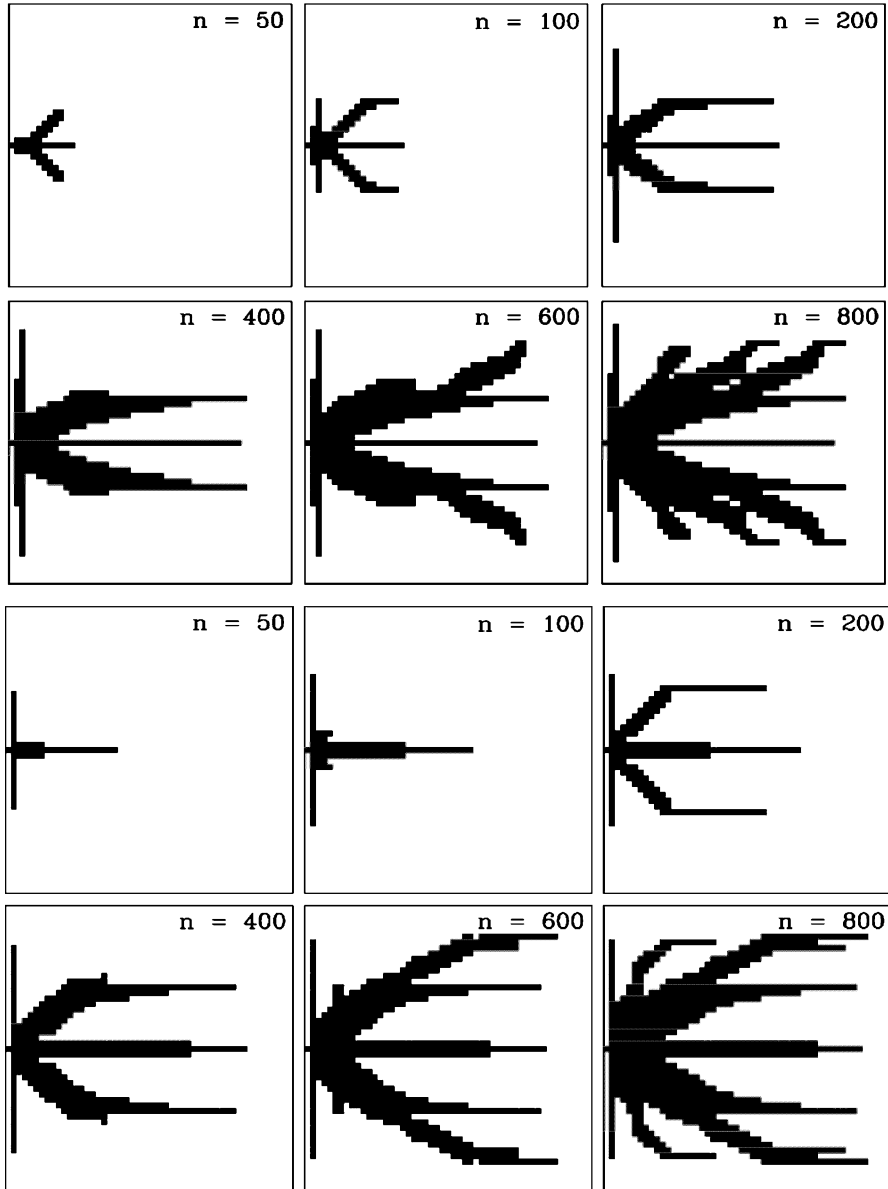 n = 50
n = 100
n = 200
n = 400
n = 600
n = 800
n = 50
n = 100
n = 200
n = 400
n = 600
n = 800